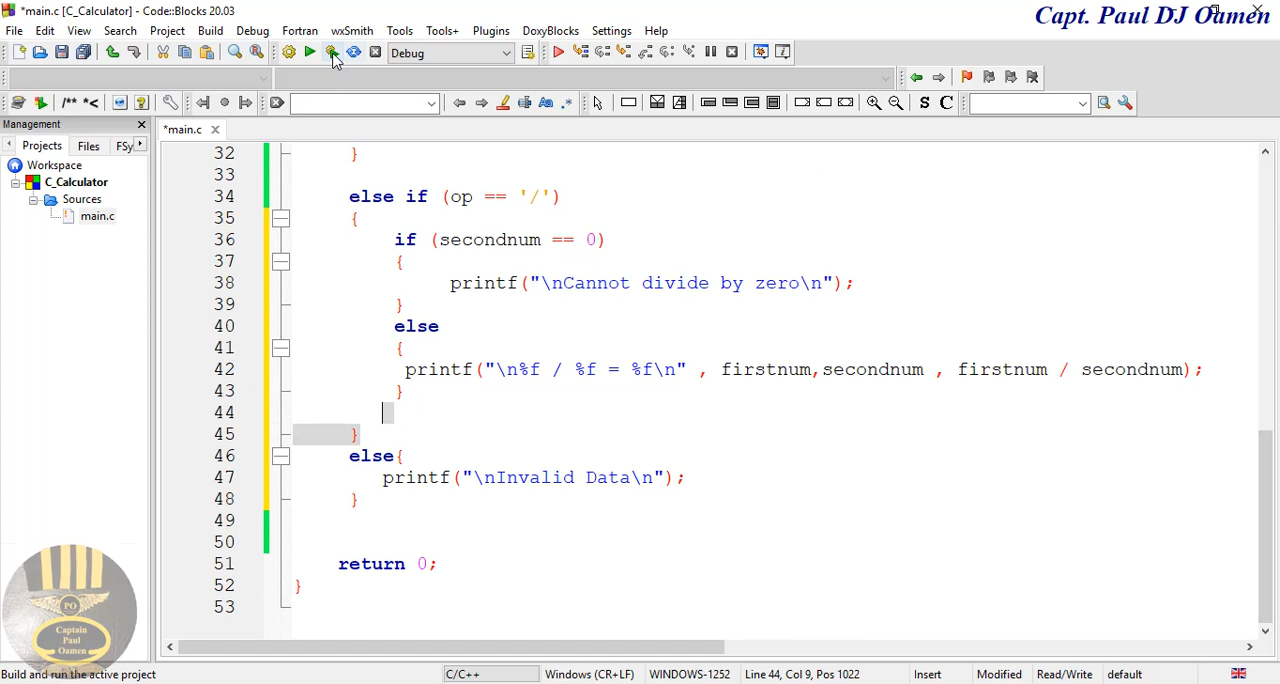 *main.c [C_Calculator] - Code::Blocks 20.03
Capt. Paul DJ Oamen
File Edit View Search Project Build Debug Fortran wxSmith Tools Tools+ Plugins DoxyBlocks Settings Help
Debug
/** *<
S C
Management
*main.c
Projects Files FSy
Workspace
C_Calculator
Sources
main.c
32 }
33
34 else if (op == '/')
35 {
36 if (secondnum == 0)
37 {
38 printf("\nCannot divide by zero\n");
39 }
40 else
41 {
42 printf("\n%f / %f = %f\n" , firstnum,secondnum , firstnum / secondnum);
43 }
44
45 }
46 else{
47 printf("\nInvalid Data\n");
48 }
49
50
51 return 0;
52 }
53
PO
Captain
Paul
Oamen
Build and run the active project C/C++ Windows (CR+LF) WINDOWS-1252 Line 44, Col 9, Pos 1022 Insert Modified Read/Write default